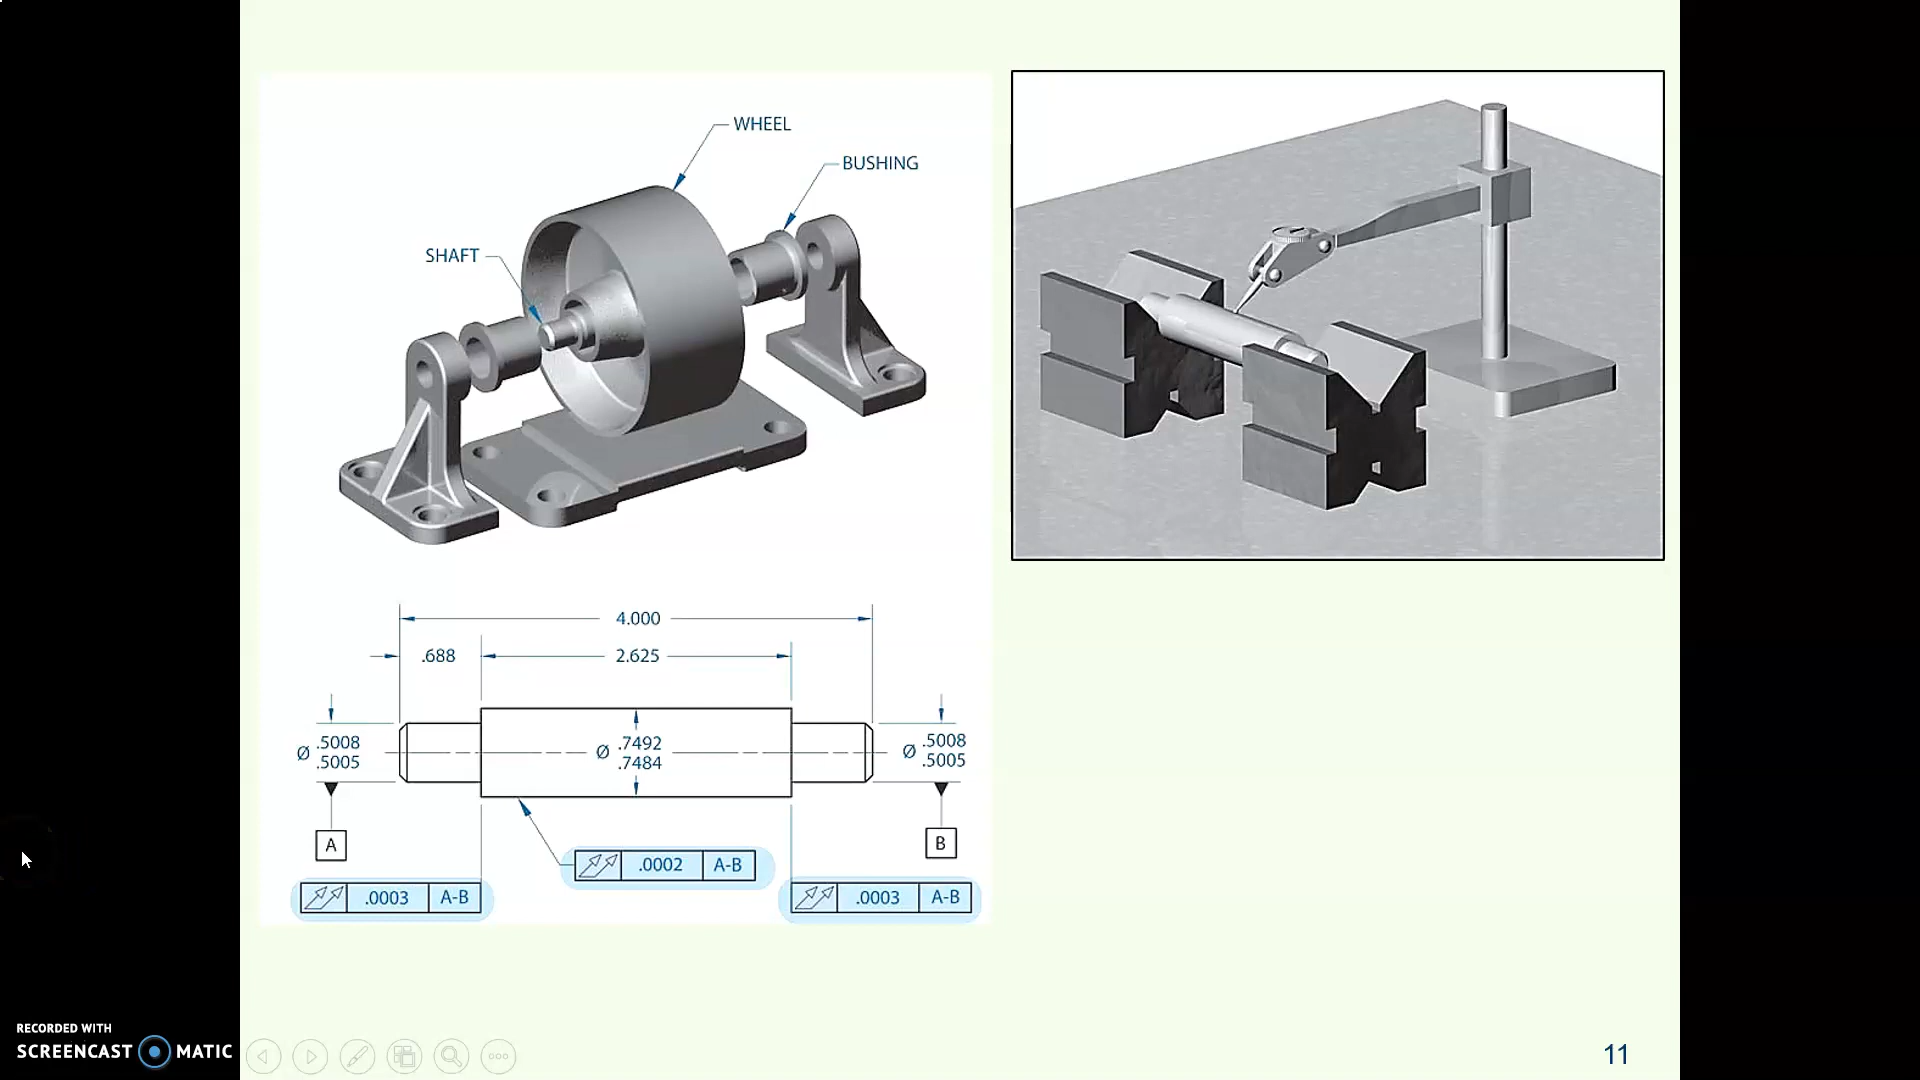 WHEEL
BUSHING
SHAFT
4.000
.688
2.625
Ø .5008
.5005
Ø .7492
.7484
Ø .5008
.5005
A
B
.0002 A-B
.0003 A-B
.0003 A-B
RECORDED WITH
SCREENCAST MATIC
11